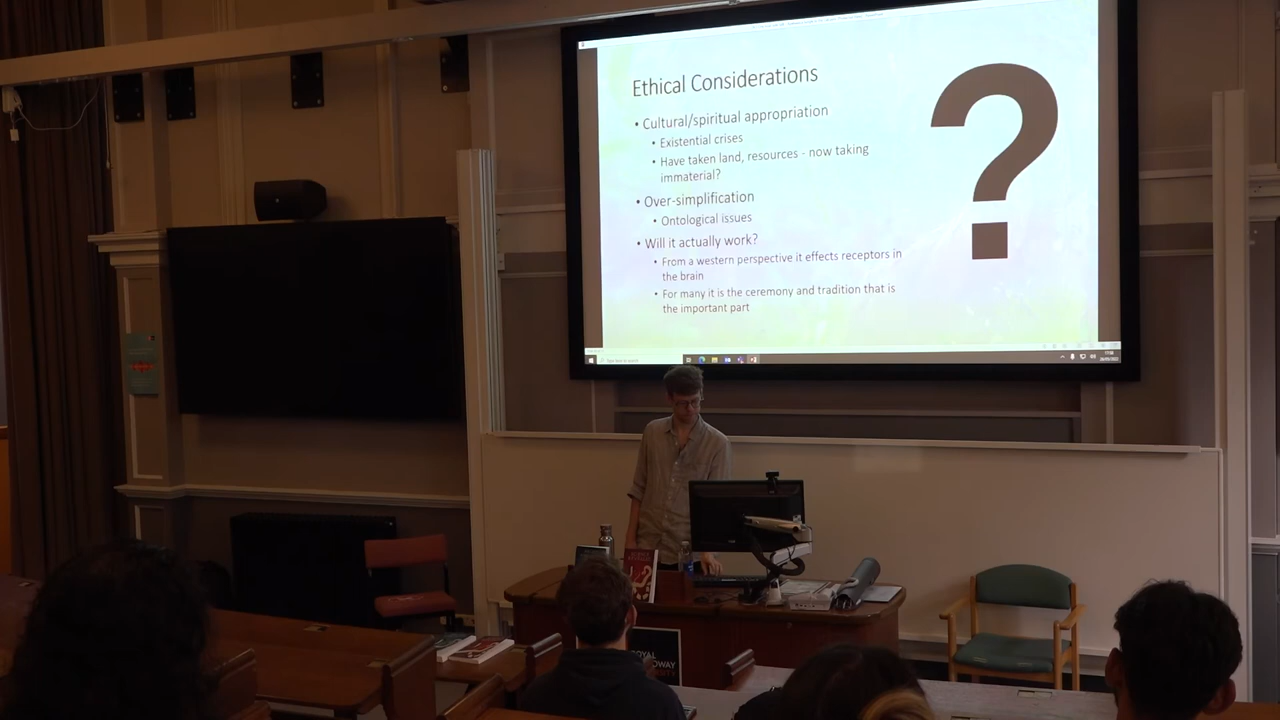 Ethical Considerations
• Cultural/spiritual appropriation
• Existential crises
• Have taken land, resources - now taking
immaterial?
• Over-simplification
• Ontological issues
• Will it actually work?
• From a western perspective it effects receptors in
the brain
• For many it is the ceremony and tradition that is
the important part
?